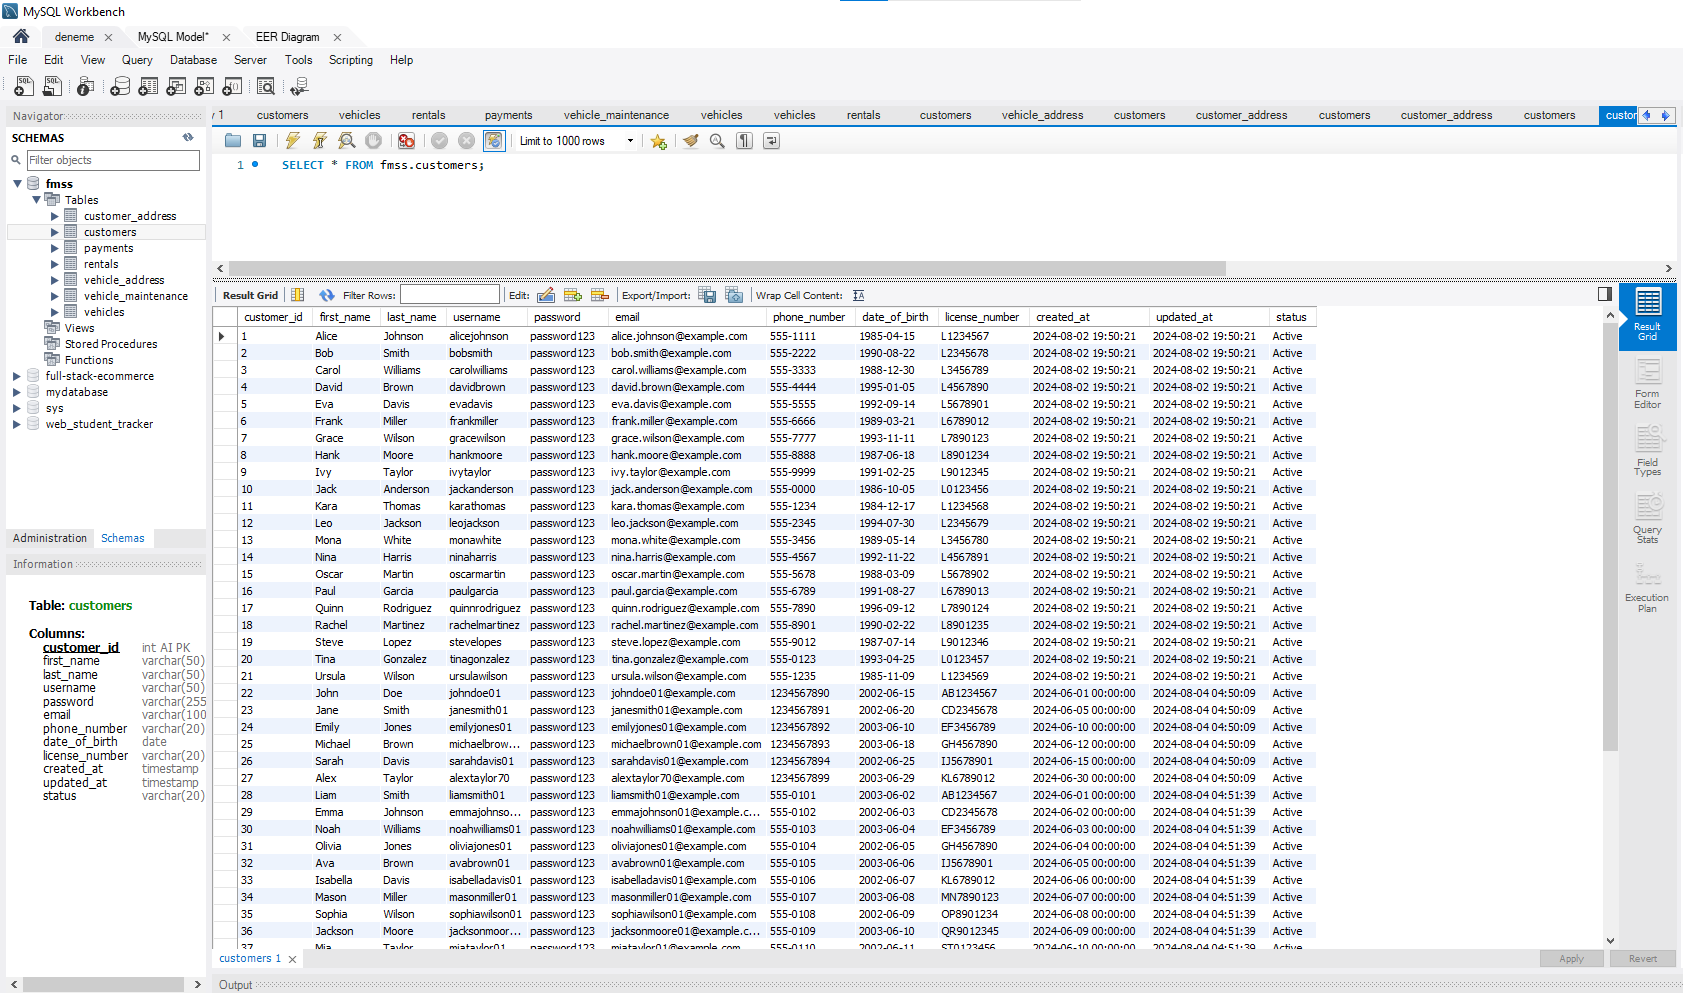 MySQL Workbench
deneme
MySQL Model*
EER Diagram
File Edit View Query Database Server Tools Scripting Help
Navigator
SCHEMAS
Filter objects
fmss
Tables
customer_address
customers
payments
rentals
vehicle_address
vehicle_maintenance
vehicles
Views
Stored Procedures
Functions
full-stack-ecommerce
mydatabase
sys
web_student_tracker
Administration Schemas
Information
Table: customers
Columns:
customer_id int AI PK
first_name varchar(50)
last_name varchar(50)
username varchar(50)
password varchar(255
email varchar(100
phone_number varchar(20)
date_of_birth date
license_number varchar(20)
created_at timestamp
updated_at timestamp
status varchar(20)
y 1 customers vehicles rentals payments vehicle_maintenance vehicles vehicles rentals customers vehicle_address customers customer_address customers customer_address customers custor
Limit to 1000 rows
1 SELECT * FROM fmss.customers;
Result Grid Filter Rows: Edit: Export/Import: Wrap Cell Content:
customer_id first_name last_name username password email phone_number date_of_birth license_number created_at updated_at status
1 Alice Johnson alicejohnson password123 alice.johnson@example.com 555-1111 1985-04-15 L1234567 2024-08-02 19:50:21 2024-08-02 19:50:21 Active
2 Bob Smith bobsmith password123 bob.smith@example.com 555-2222 1990-08-22 L2345678 2024-08-02 19:50:21 2024-08-02 19:50:21 Active
3 Carol Williams carolwilliams password123 carol.williams@example.com 555-3333 1988-12-30 L3456789 2024-08-02 19:50:21 2024-08-02 19:50:21 Active
4 David Brown davidbrown password123 david.brown@example.com 555-4444 1995-01-05 L4567890 2024-08-02 19:50:21 2024-08-02 19:50:21 Active
5 Eva Davis evadavis password123 eva.davis@example.com 555-5555 1992-09-14 L5678901 2024-08-02 19:50:21 2024-08-02 19:50:21 Active
6 Frank Miller frankmiller password123 frank.miller@example.com 555-6666 1989-03-21 L6789012 2024-08-02 19:50:21 2024-08-02 19:50:21 Active
7 Grace Wilson gracewilson password123 grace.wilson@example.com 555-7777 1993-11-11 L7890123 2024-08-02 19:50:21 2024-08-02 19:50:21 Active
8 Hank Moore hankmoore password123 hank.moore@example.com 555-8888 1987-06-18 L8901234 2024-08-02 19:50:21 2024-08-02 19:50:21 Active
9 Ivy Taylor ivytaylor password123 ivy.taylor@example.com 555-9999 1991-02-25 L9012345 2024-08-02 19:50:21 2024-08-02 19:50:21 Active
10 Jack Anderson jackanderson password123 jack.anderson@example.com 555-0000 1986-10-05 L0123456 2024-08-02 19:50:21 2024-08-02 19:50:21 Active
11 Kara Thomas karathomas password123 kara.thomas@example.com 555-1234 1984-12-17 L1234568 2024-08-02 19:50:21 2024-08-02 19:50:21 Active
12 Leo Jackson leojackson password123 leo.jackson@example.com 555-2345 1994-07-30 L2345679 2024-08-02 19:50:21 2024-08-02 19:50:21 Active
13 Mona White monawhite password123 mona.white@example.com 555-3456 1989-05-14 L3456780 2024-08-02 19:50:21 2024-08-02 19:50:21 Active
14 Nina Harris ninaharris password123 nina.harris@example.com 555-4567 1992-11-22 L4567891 2024-08-02 19:50:21 2024-08-02 19:50:21 Active
15 Oscar Martin oscarmartin password123 oscar.martin@example.com 555-5678 1988-03-09 L5678902 2024-08-02 19:50:21 2024-08-02 19:50:21 Active
16 Paul Garcia paulgarcia password123 paul.garcia@example.com 555-6789 1991-08-27 L6789013 2024-08-02 19:50:21 2024-08-02 19:50:21 Active
17 Quinn Rodriguez quinnrodriguez password123 quinn.rodriguez@example.com 555-7890 1996-09-12 L7890124 2024-08-02 19:50:21 2024-08-02 19:50:21 Active
18 Rachel Martinez rachelmartinez password123 rachel.martinez@example.com 555-8901 1990-02-22 L8901235 2024-08-02 19:50:21 2024-08-02 19:50:21 Active
19 Steve Lopez stevelopes password123 steve.lopez@example.com 555-9012 1987-07-14 L9012346 2024-08-02 19:50:21 2024-08-02 19:50:21 Active
20 Tina Gonzalez tinagonzalez password123 tina.gonzalez@example.com 555-0123 1993-04-25 L0123457 2024-08-02 19:50:21 2024-08-02 19:50:21 Active
21 Ursula Wilson ursulawilson password123 ursula.wilson@example.com 555-1235 1985-11-09 L1234569 2024-08-02 19:50:21 2024-08-02 19:50:21 Active
22 John Doe johndoe01 password123 johndoe01@example.com 1234567890 2002-06-15 AB1234567 2024-06-01 00:00:00 2024-08-04 04:50:09 Active
23 Jane Smith janesmith01 password123 janesmith01@example.com 1234567891 2002-06-20 CD2345678 2024-06-05 00:00:00 2024-08-04 04:50:09 Active
24 Emily Jones emilyjones01 password123 emilyjones01@example.com 1234567892 2003-06-10 EF3456789 2024-06-10 00:00:00 2024-08-04 04:50:09 Active
25 Michael Brown michaelbrow... password123 michaelbrown01@example.com 1234567893 2003-06-18 GH4567890 2024-06-12 00:00:00 2024-08-04 04:50:09 Active
26 Sarah Davis sarahdavis01 password123 sarahdavis01@example.com 1234567894 2002-06-25 IJ5678901 2024-06-15 00:00:00 2024-08-04 04:50:09 Active
27 Alex Taylor alextaylor70 password123 alextaylor70@example.com 1234567899 2003-06-29 KL6789012 2024-06-30 00:00:00 2024-08-04 04:50:09 Active
28 Liam Smith liamsmith01 password123 liamsmith01@example.com 555-0101 2003-06-02 AB1234567 2024-06-01 00:00:00 2024-08-04 04:51:39 Active
29 Emma Johnson emmajohnso... password123 emmajohnson01@example.c... 555-0102 2002-06-03 CD2345678 2024-06-02 00:00:00 2024-08-04 04:51:39 Active
30 Noah Williams noahwilliams01 password123 noahwilliams01@example.com 555-0103 2003-06-04 EF3456789 2024-06-03 00:00:00 2024-08-04 04:51:39 Active
31 Olivia Jones oliviajones01 password123 oliviajones01@example.com 555-0104 2002-06-05 GH4567890 2024-06-04 00:00:00 2024-08-04 04:51:39 Active
32 Ava Brown avabrown01 password123 avabrown01@example.com 555-0105 2003-06-06 IJ5678901 2024-06-05 00:00:00 2024-08-04 04:51:39 Active
33 Isabella Davis isabelladavis01 password123 isabelladavis01@example.com 555-0106 2002-06-07 KL6789012 2024-06-06 00:00:00 2024-08-04 04:51:39 Active
34 Mason Miller masonmiller01 password123 masonmiller01@example.com 555-0107 2003-06-08 MN7890123 2024-06-07 00:00:00 2024-08-04 04:51:39 Active
35 Sophia Wilson sophiawilson01 password123 sophiawilson01@example.com 555-0108 2002-06-09 OP8901234 2024-06-08 00:00:00 2024-08-04 04:51:39 Active
36 Jackson Moore jacksonmoor... password123 jacksonmoore01@example.c... 555-0109 2003-06-10 QR9012345 2024-06-09 00:00:00 2024-08-04 04:51:39 Active
37 Mia Taylor miataylor01 password123 miataylor01@example.com 555-0110 2002-06-11 ST0123456 2024-06-10 00:00:00 2024-08-04 04:51:39 Active
Result Grid
Form Editor
Field Types
Query Stats
Execution Plan
customers 1
Apply Revert
Output